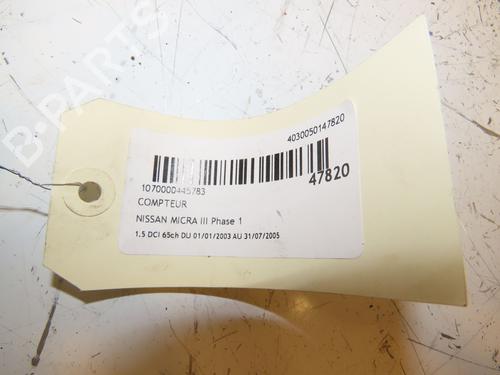 4030050147820
47820
1070000445783
COMPTEUR
NISSAN MICRA III Phase 1
1.5 DCI 65ch DU 01/01/2003 AU 31/07/2005
B-PARTS